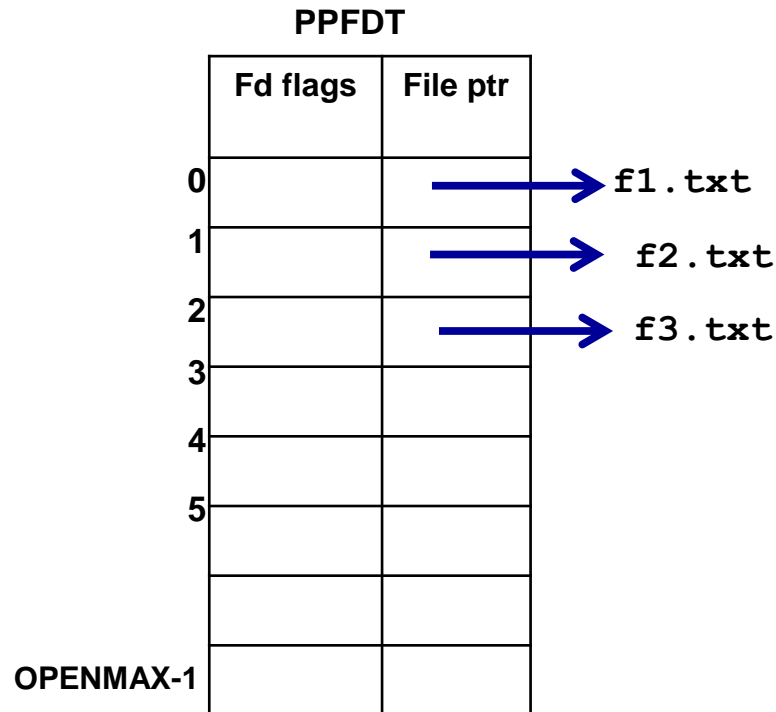 PPFDT
Fd flags File ptr
0 f1.txt
1 f2.txt
2 f3.txt
3
4
5
OPENMAX-1